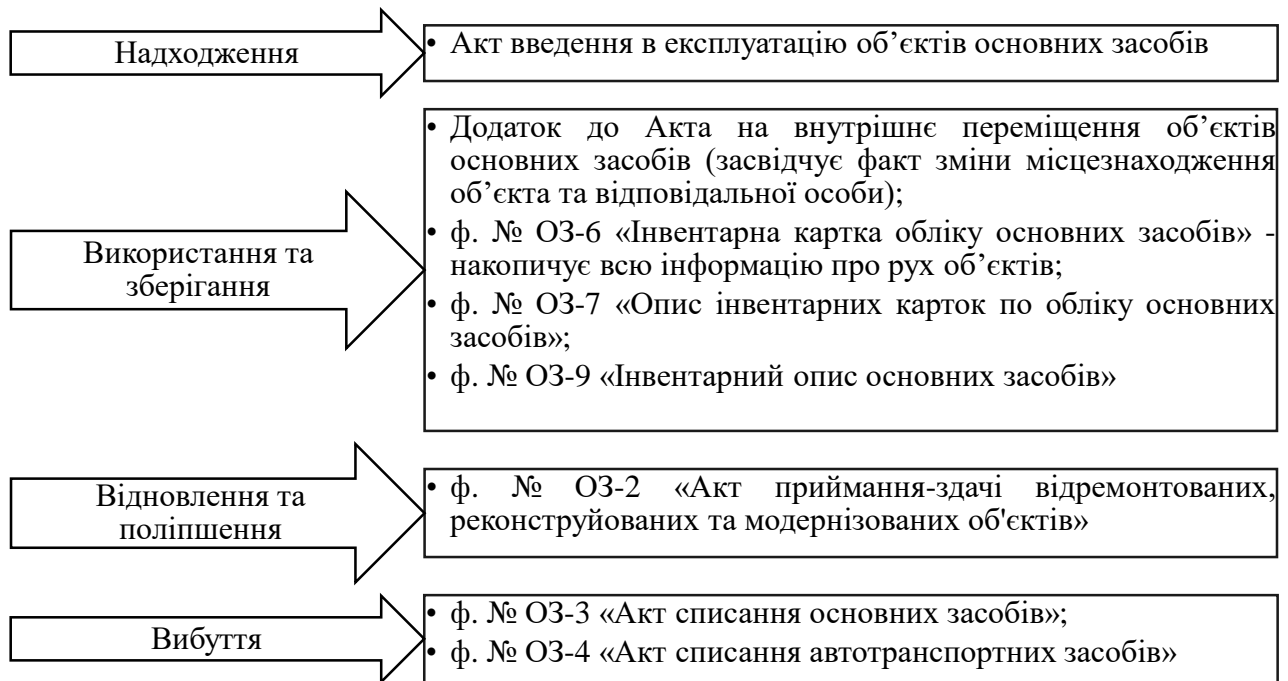 Надходження
• Акт введення в експлуатацію об’єктів основних засобів
Використання та
зберігання
• Додаток до Акта на внутрішнє переміщення об’єктів
основних засобів (засвідчує факт зміни місцезнаходження
об’єкта та відповідальної особи);
• ф. № ОЗ-6 «Інвентарна картка обліку основних засобів» -
накопичує всю інформацію про рух об’єктів;
• ф. № ОЗ-7 «Опис інвентарних карток по обліку основних
засобів»;
• ф. № ОЗ-9 «Інвентарний опис основних засобів»
Відновлення та
поліпшення
• ф. № ОЗ-2 «Акт приймання-здачі відремонтованих,
реконструйованих та модернізованих об'єктів»
Вибуття
• ф. № ОЗ-3 «Акт списання основних засобів»;
• ф. № ОЗ-4 «Акт списання автотранспортних засобів»